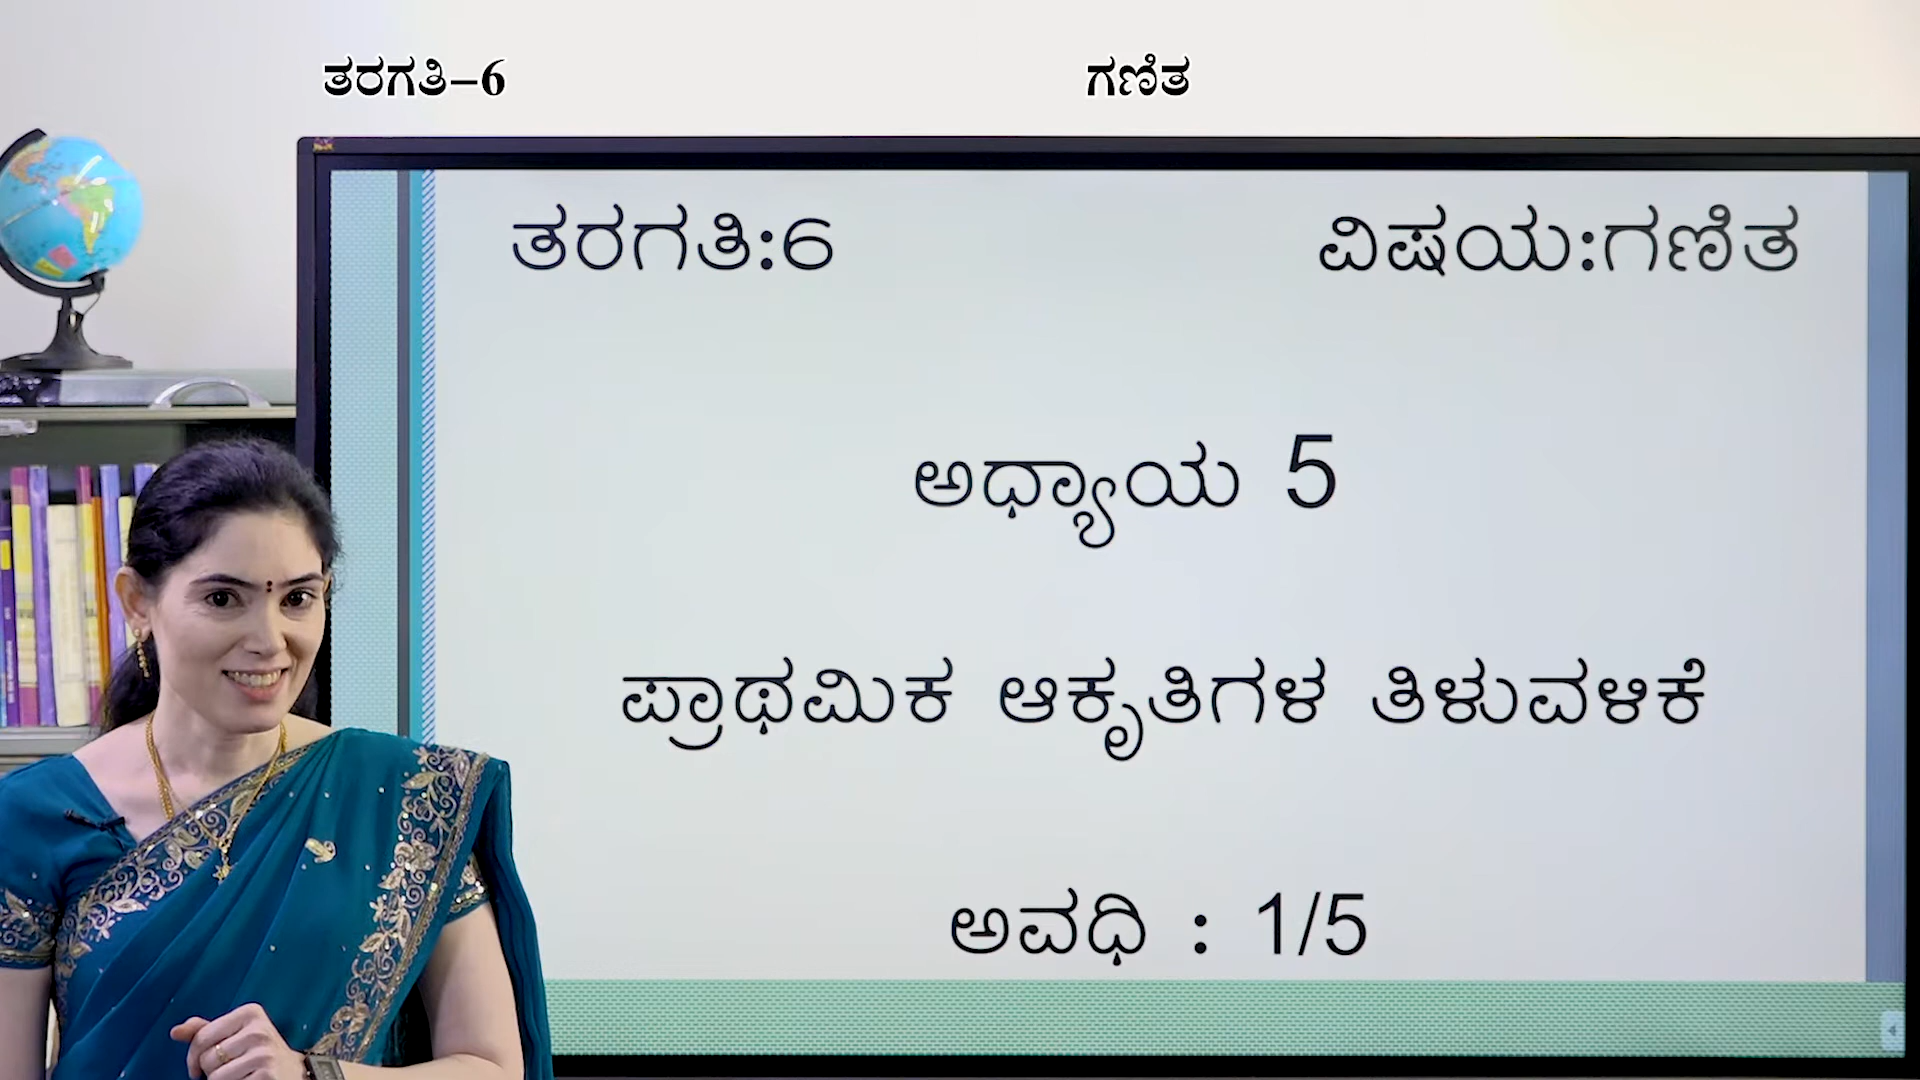 ತರಗತಿ-6 ಗಣಿತ
ತರಗತಿ:6 ವಿಷಯ:ಗಣಿತ
ಅಧ್ಯಾಯ 5
ಪ್ರಾಥಮಿಕ ಆಕೃತಿಗಳ ತಿಳುವಳಿಕೆ
ಅವಧಿ : 1/5